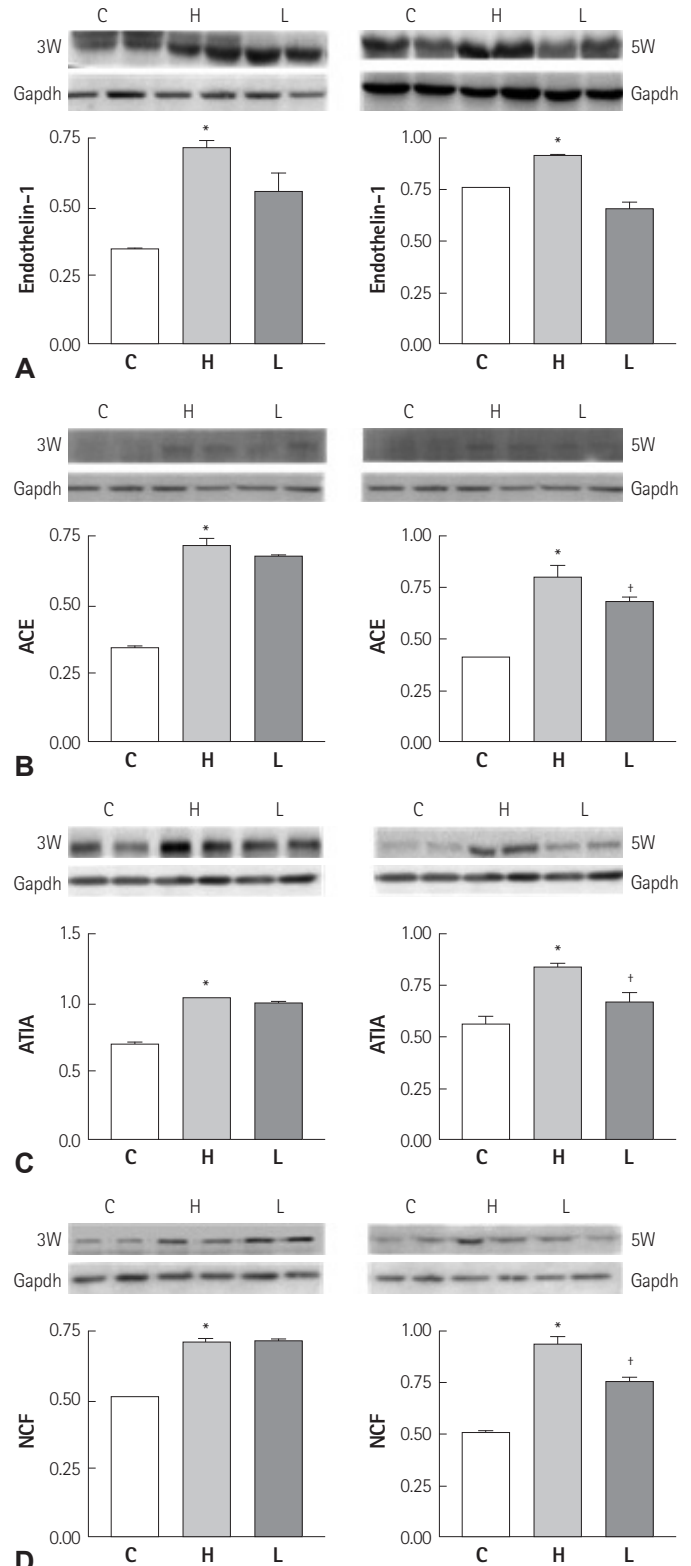 C H L C H L
3W 5W
Gapdh Gapdh
* *
0.75 1.00
0.50 0.75
0.25 0.50
0.00 0.25
0.00
Endothelin-1 Endothelin-1
C H L C H L
A
C H L C H L
3W 5W
Gapdh Gapdh
* * †
0.75 1.00
0.50 0.75
0.25 0.50
0.00 0.25
0.00
ACE ACE
C H L C H L
B
C H L C H L
3W 5W
Gapdh Gapdh
* * †
1.5 1.00
1.0 0.75
0.5 0.50
0.0 0.25
0.00
ATIA ATIA
C H L C H L
C
C H L C H L
3W 5W
Gapdh Gapdh
* * †
0.75 1.00
0.50 0.75
0.25 0.50
0.00 0.25
0.00
NCF NCF
C H L C H L
D